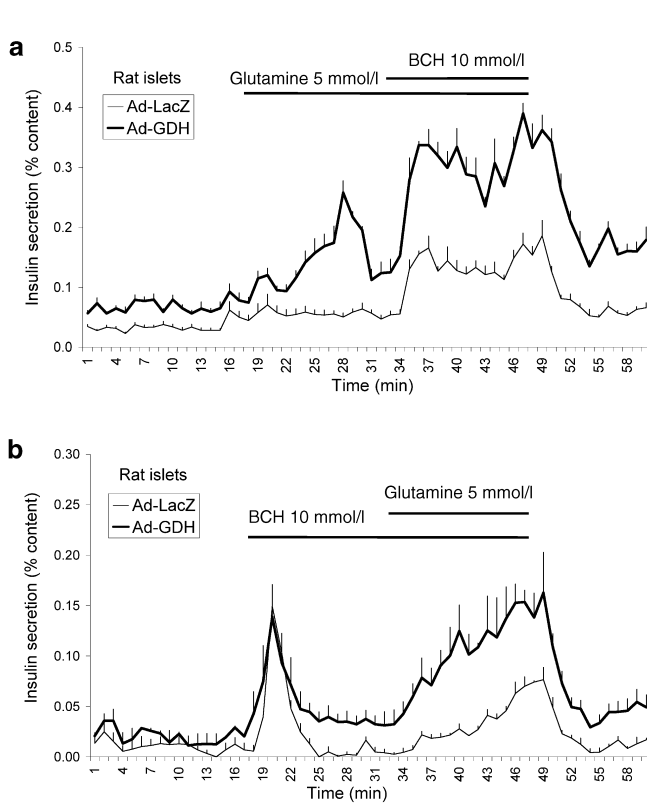 a
0.5
BCH 10 mmol/l
Rat islets
Glutamine 5 mmol/l
Ad-LacZ
0.4
Ad-GDH
0.3
0.2
0.1
0.0
Insulin secretion (% content)
1 4 7 10 13 16 19 22 25 28 31 34 37 40 43 46 49 52 55 58
Time (min)
b
0.30
Rat islets
Glutamine 5 mmol/l
0.25
Ad-LacZ
BCH 10 mmol/l
Ad-GDH
0.20
0.15
0.10
0.05
0.00
Insulin secretion (% content)
1 4 7 10 13 16 19 22 25 28 31 34 37 40 43 46 49 52 55 58
Time (min)